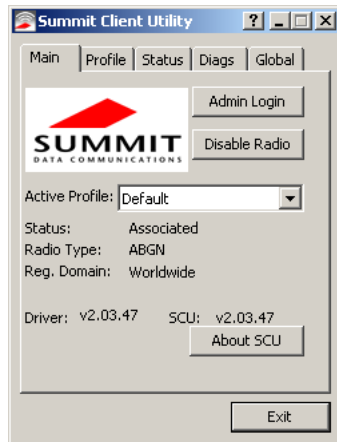 Summit Client Utility
Main Profile Status Diags Global
Admin Login
SUMMIT
DATA COMMUNICATIONS
Disable Radio
Active Profile: Default
Status: Associated
Radio Type: ABGN
Reg. Domain: Worldwide
Driver: v2.03.47 SCU: v2.03.47
About SCU
Exit